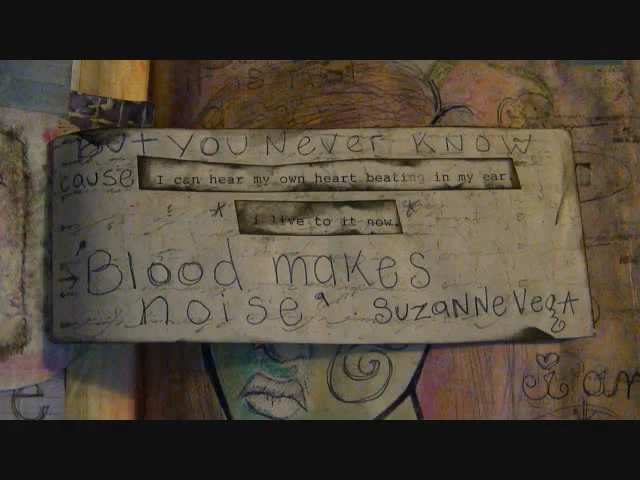 But YOU NEVER KNOW
cause I can hear my own heart beating in my ear.
* i live to it now. *
→ "Blood makes
noise" SUZANNE VEGA
i am
e